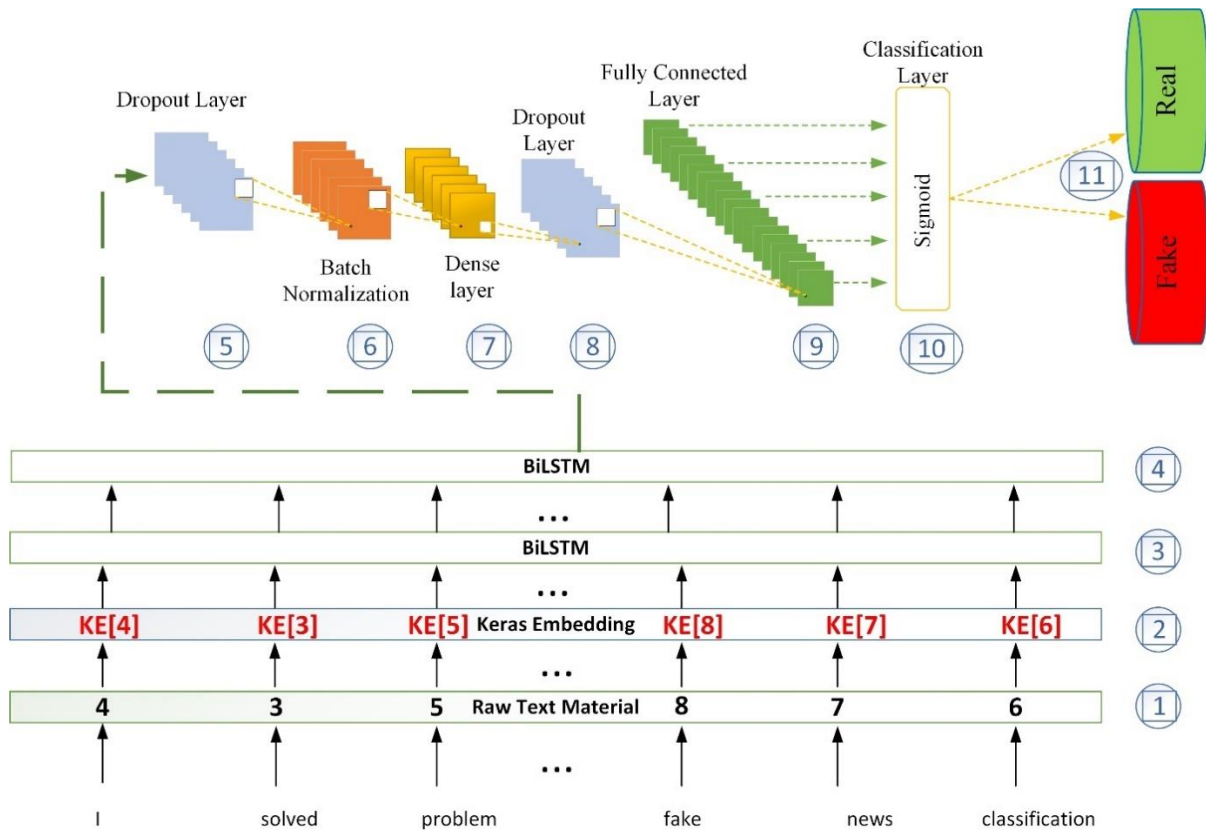 Classification
Layer
Fully Connected
Layer
Dropout Layer
Dropout
Layer
Real
Sigmoid
11
Fake
Batch
Normalization
Dense
layer
5 6 7 8 9 10
BiLSTM 4
...
BiLSTM 3
...
KE[4] KE[3] KE[5] Keras Embedding KE[8] KE[7] KE[6] 2
...
4 3 5 Raw Text Material 8 7 6 1
...
I solved problem fake news classification